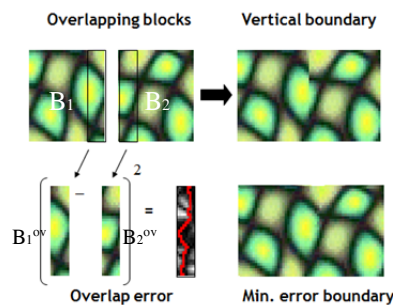 Overlapping blocks
Vertical boundary
B1
B2
2
−
=
B1ov
B2ov
Overlap error
Min. error boundary